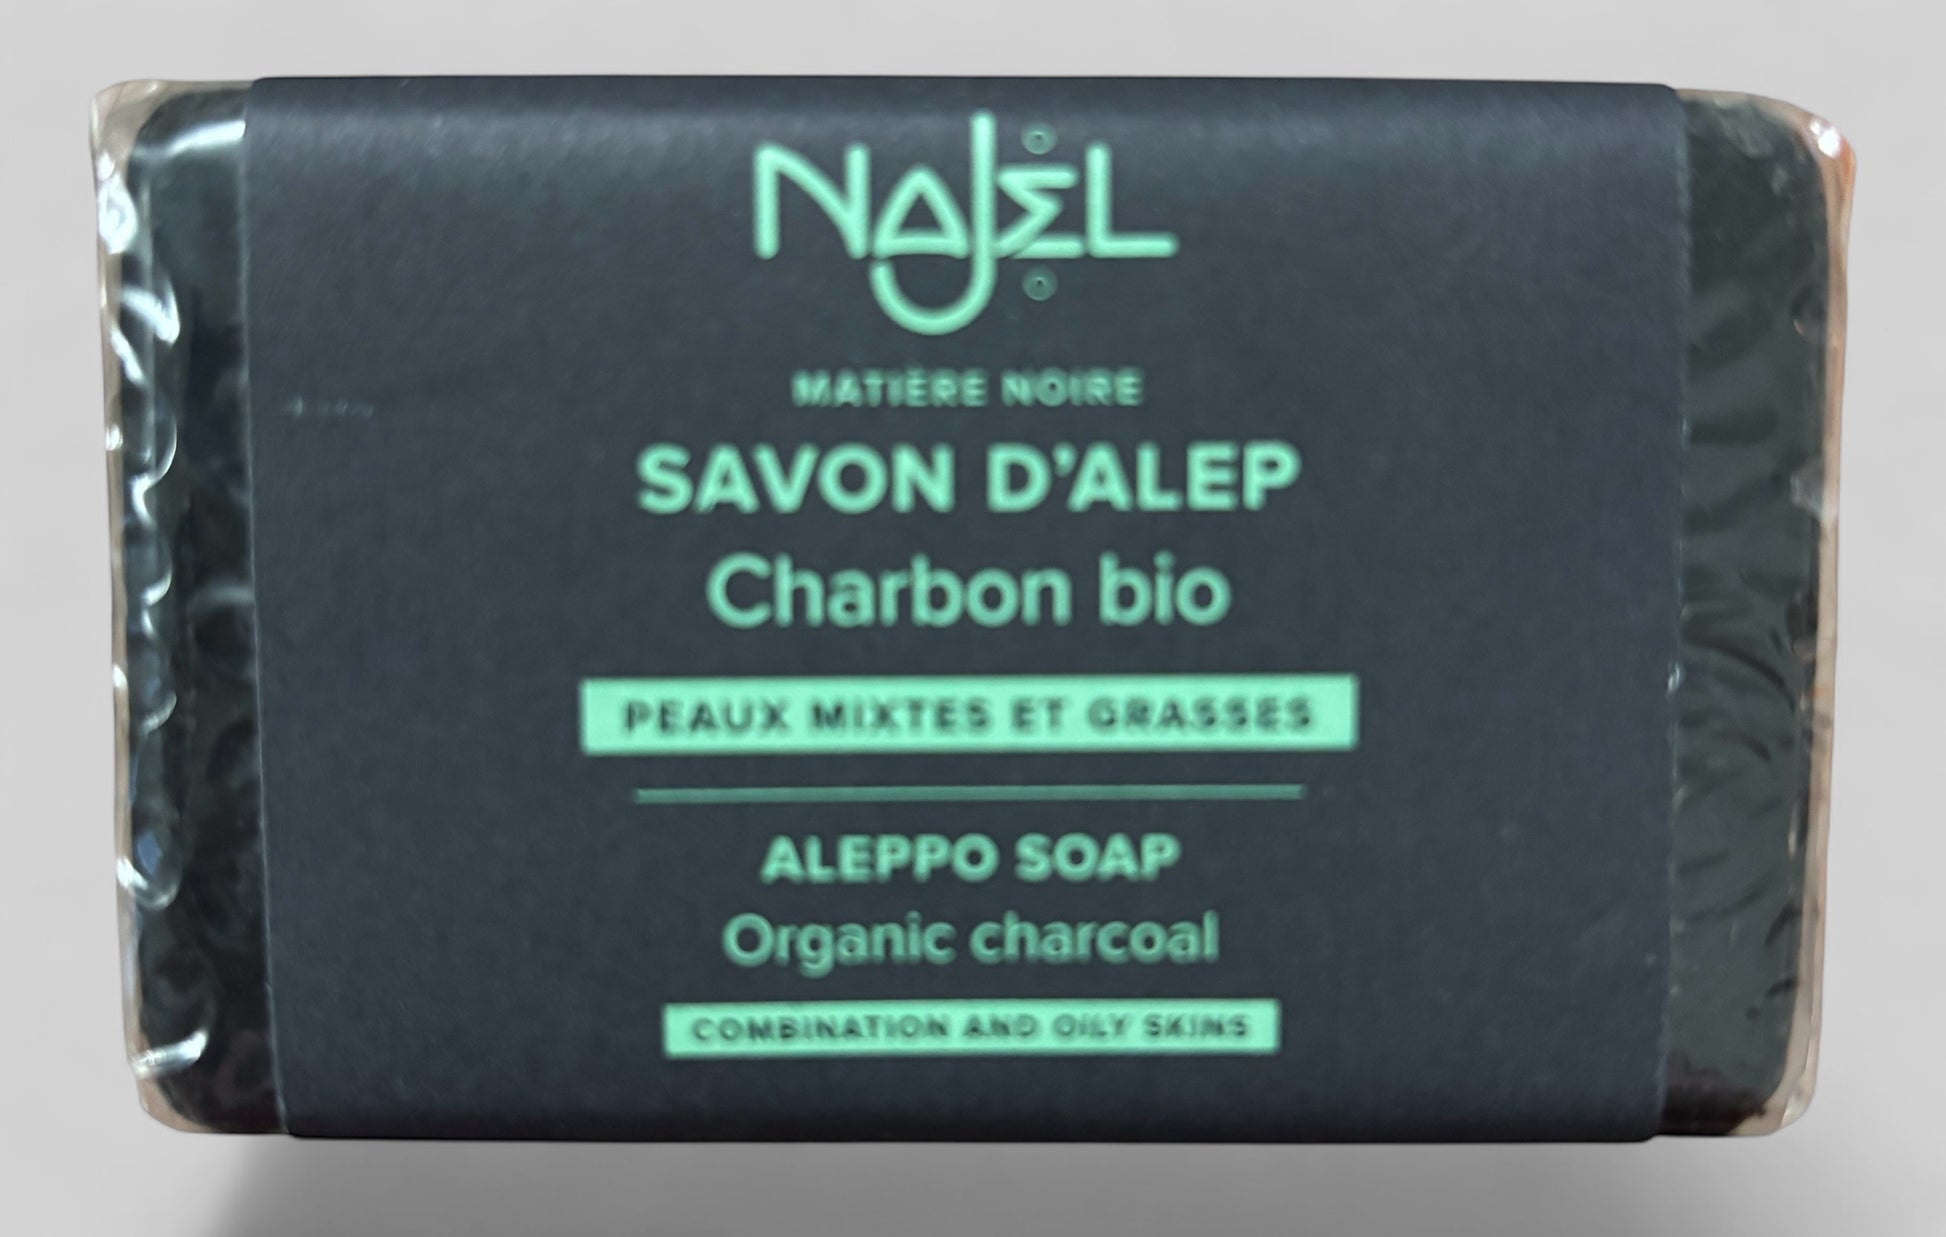 NAJEL
MATIÈRE NOIRE
SAVON D'ALEP
Charbon bio
PEAUX MIXTES ET GRASSES
ALEPPO SOAP
Organic charcoal
COMBINATION AND OILY SKINS